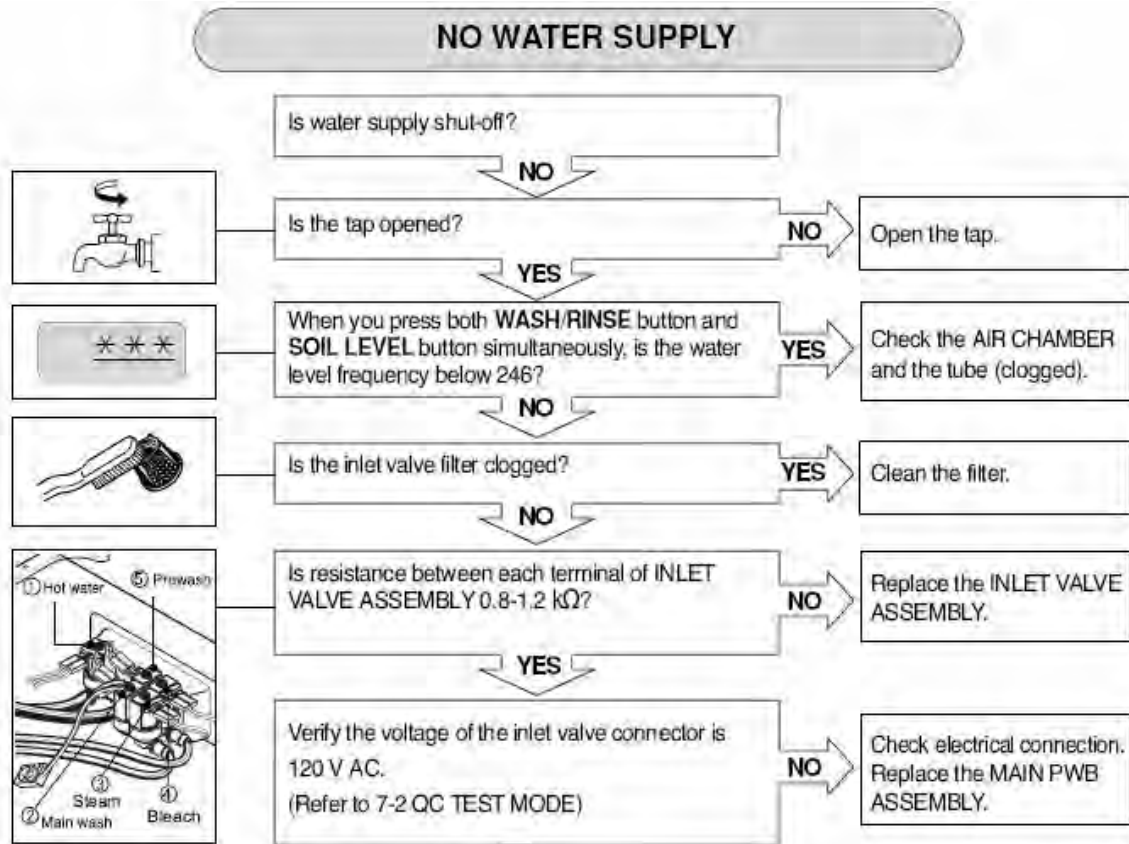 NO WATER SUPPLY
Is water supply shut-off?
NO
Is the tap opened?
NO
Open the tap.
YES
* * *
When you press both WASH/RINSE button and
SOIL LEVEL button simultaneously, is the water
level frequency below 246?
YES
Check the AIR CHAMBER
and the tube (clogged).
NO
Is the inlet valve filter clogged?
YES
Clean the filter.
NO
① Hot water
⑤ Prewash
③
Steam
② Main wash
④
Bleach
Is resistance between each terminal of INLET
VALVE ASSEMBLY 0.8-1.2 kΩ?
NO
Replace the INLET VALVE
ASSEMBLY.
YES
Verify the voltage of the inlet valve connector is
120 V AC.
(Refer to 7-2 QC TEST MODE)
NO
Check electrical connection.
Replace the MAIN PWB
ASSEMBLY.